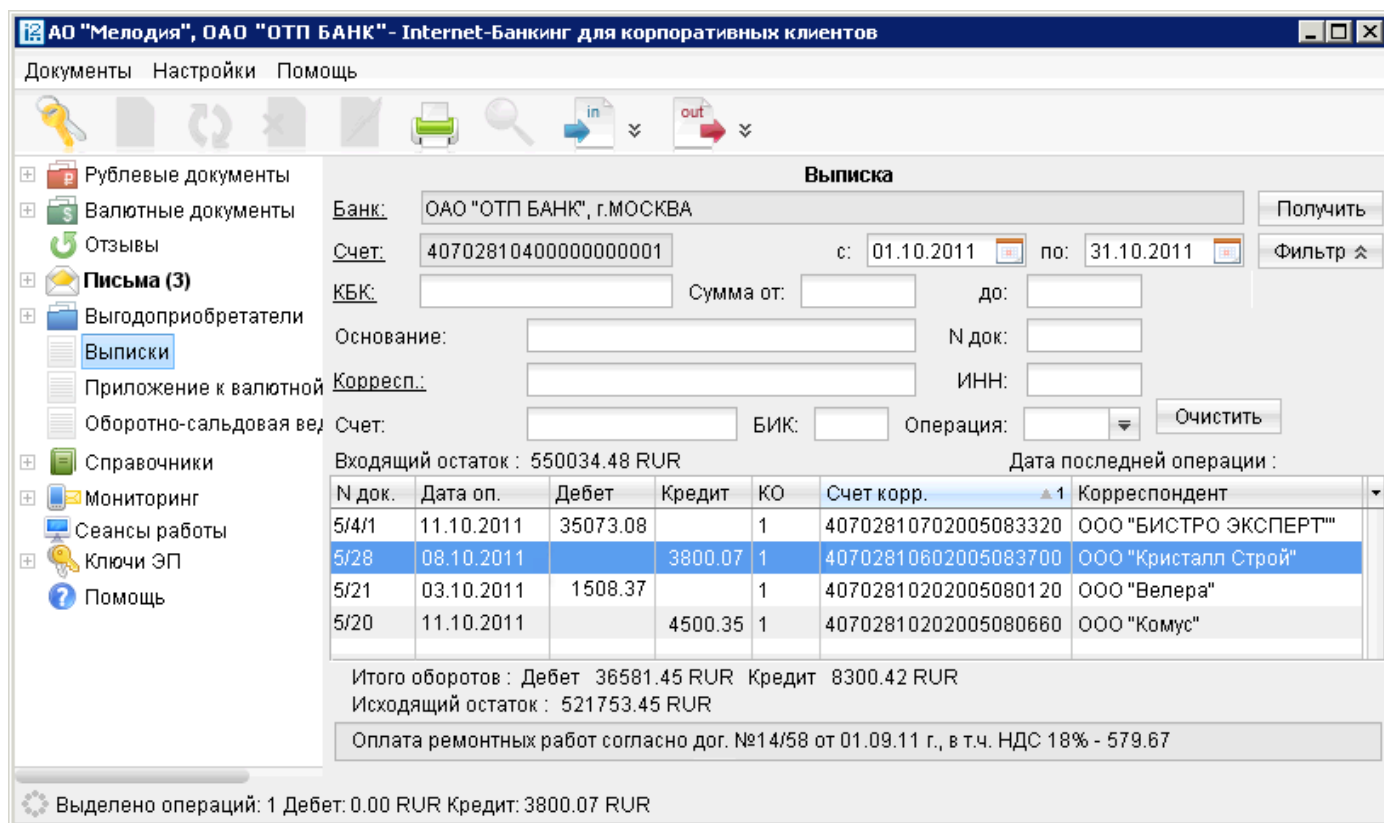 АО "Мелодия", ОАО "ОТП БАНК"- Internet-Банкинг для корпоративных клиентов
Документы Настройки Помощь
in out
Рублевые документы
Валютные документы
Отзывы
Письма (3)
Выгодоприобретатели
Выписки
Приложение к валютной
Оборотно-сальдовая вед
Справочники
Мониторинг
Сеансы работы
Ключи ЭП
Помощь
Выписка
Банк: ОАО "ОТП БАНК", г.МОСКВА Получить
Счет: 40702810400000000001 с: 01.10.2011 по: 31.10.2011 Фильтр
КБК: Сумма от: до:
Основание: N док:
Корресп.: ИНН:
Счет: БИК: Операция: Очистить
Входящий остаток : 550034.48 RUR Дата последней операции :
N док. Дата оп. Дебет Кредит КО Счет корр. 1 Корреспондент
5/4/1 11.10.2011 35073.08 1 40702810702005083320 ООО "БИСТРО ЭКСПЕРТ""
5/28 08.10.2011 3800.07 1 40702810602005083700 ООО "Кристалл Строй"
5/21 03.10.2011 1508.37 1 40702810202005080120 ООО "Велера"
5/20 11.10.2011 4500.35 1 40702810202005080660 ООО "Комус"
Итого оборотов : Дебет 36581.45 RUR Кредит 8300.42 RUR
Исходящий остаток : 521753.45 RUR
Оплата ремонтных работ согласно дог. №14/58 от 01.09.11 г., в т.ч. НДС 18% - 579.67
Выделено операций: 1 Дебет: 0.00 RUR Кредит: 3800.07 RUR